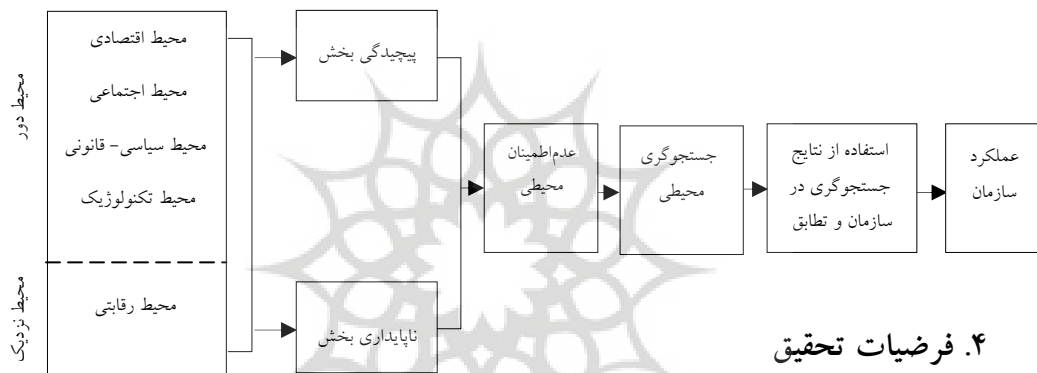 محیط دور
محیط اقتصادی
محیط اجتماعی
محیط سیاسی- قانونی
محیط تکنولوژیک
محیط نزدیک
محیط رقابتی
پیچیدگی بخش
ناپایداری بخش
عدم‌اطمینان
محیطی
جستجوگری
محیطی
استفاده از نتایج
جستجوگری در
سازمان و تطابق
عملکرد
سازمان
۴. فرضیات تحقیق